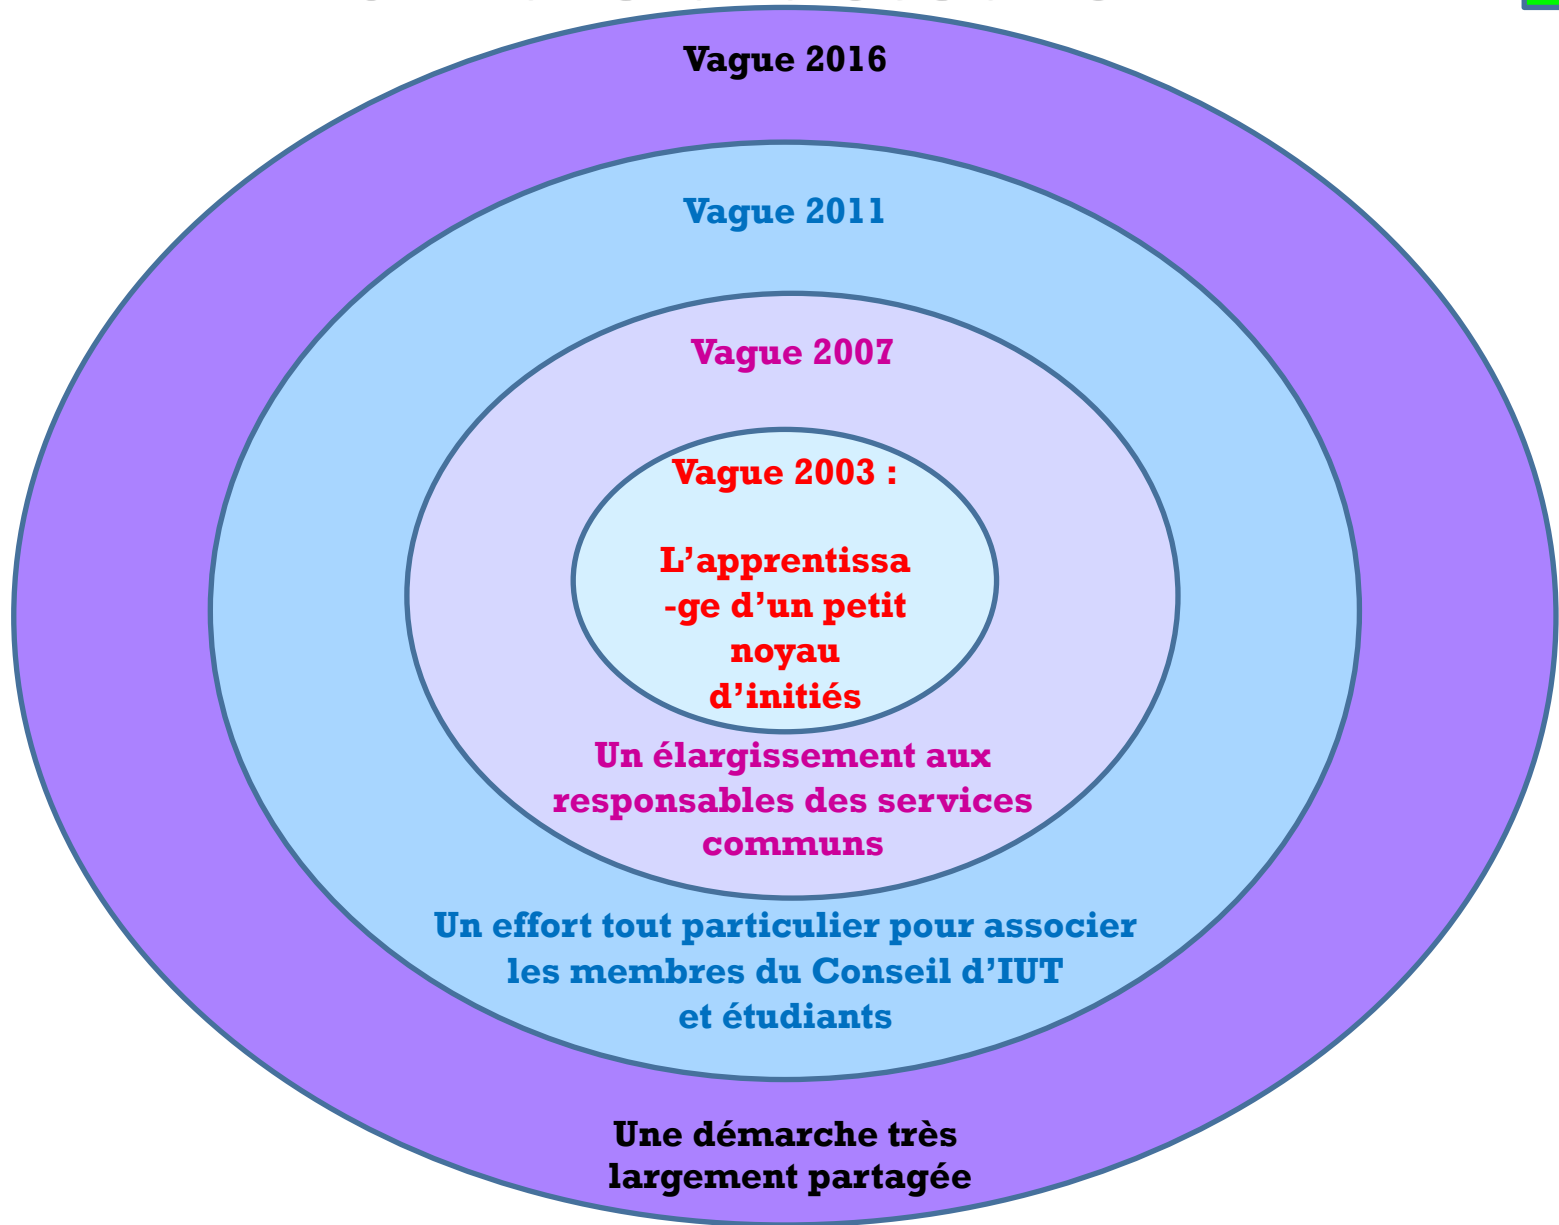 Vague 2016
Vague 2011
Vague 2007
Vague 2003 :
L’apprentissa
-ge d’un petit
noyau
d’initiés
Un élargissement aux
responsables des services
communs
Un effort tout particulier pour associer
les membres du Conseil d’IUT
et étudiants
Une démarche très
largement partagée